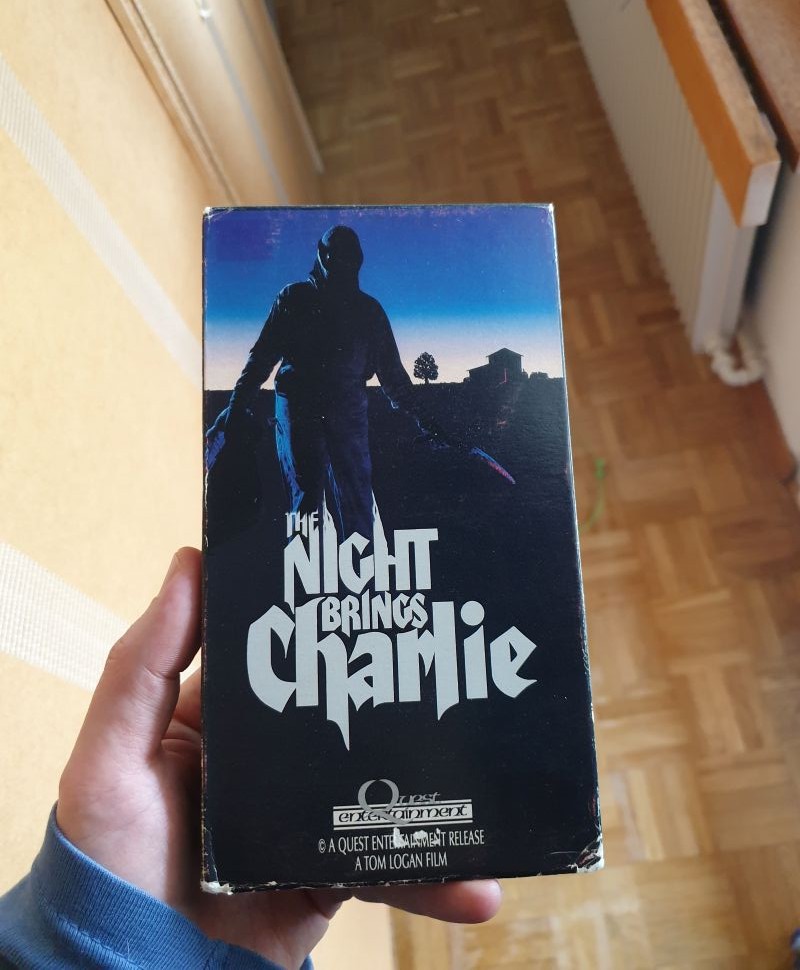 THE
NIGHT
BRINGS
Charlie
Quest
entertainment
© A QUEST ENTERTAINMENT RELEASE
A TOM LOGAN FILM